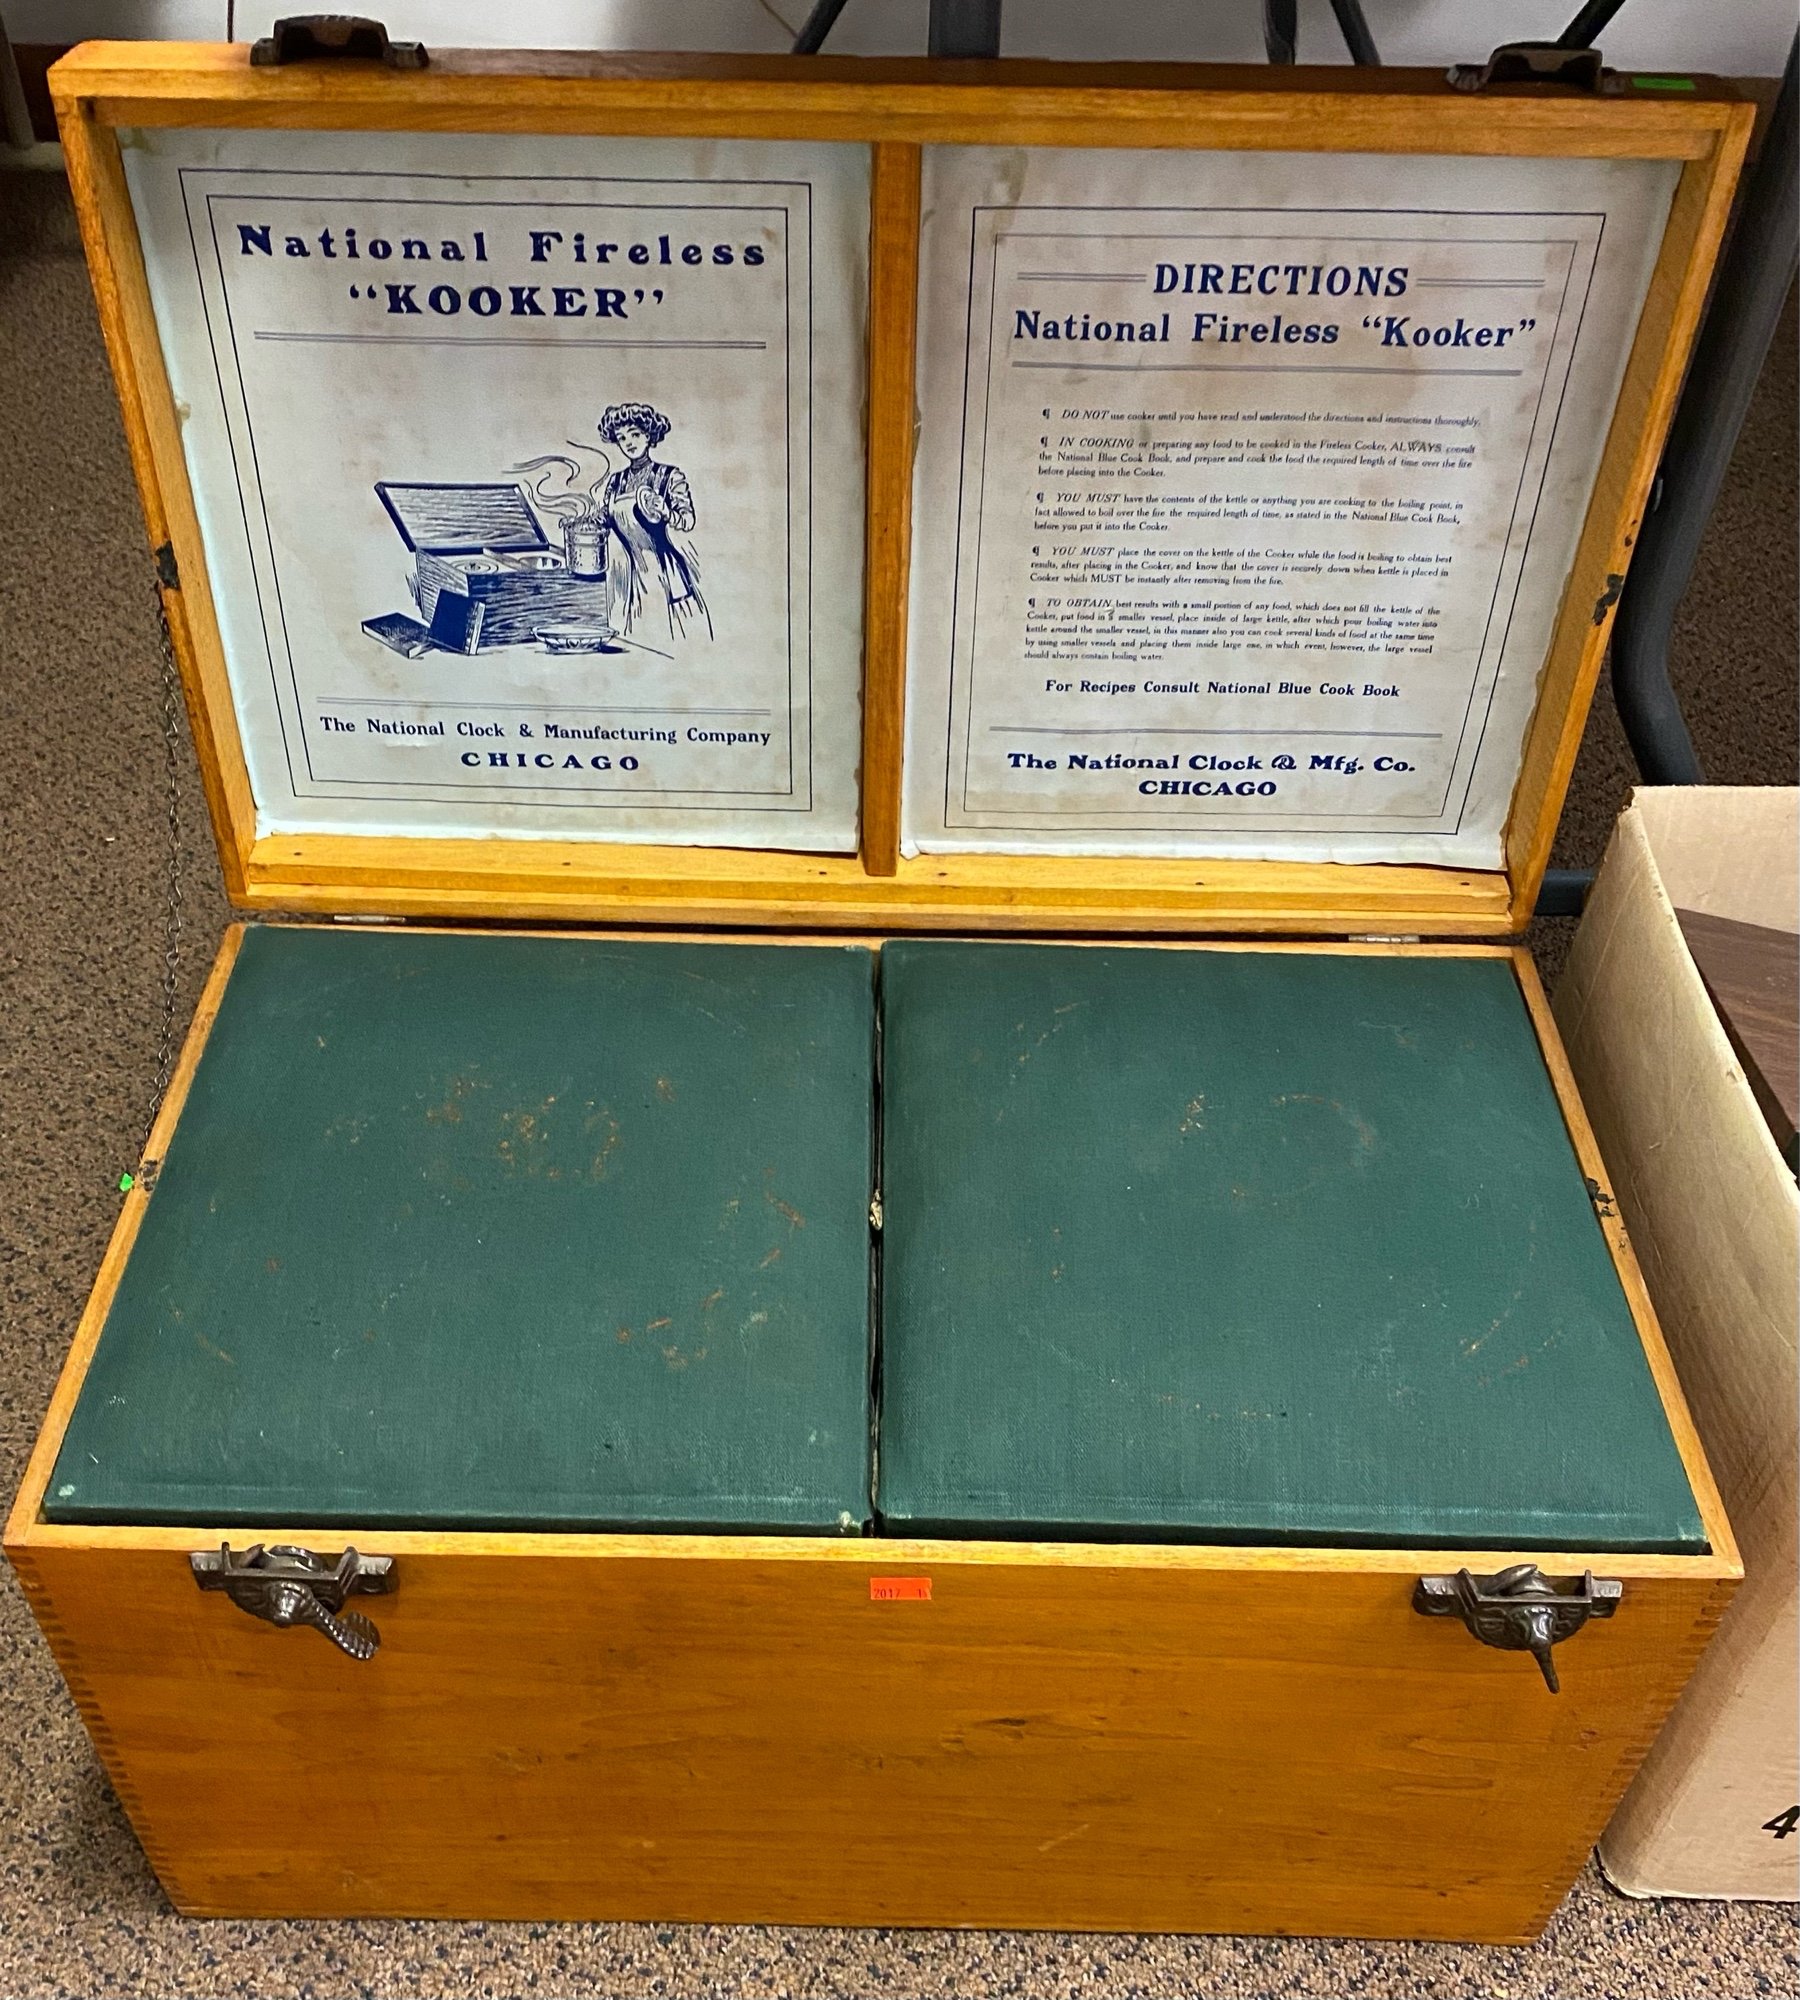 National Fireless
“KOOKER”
The National Clock & Manufacturing Company
CHICAGO
DIRECTIONS
National Fireless “Kooker”
¶ DO NOT use cooker until you have read and understood the directions and instructions thoroughly.
¶ IN COOKING or preparing any food to be cooked in the Fireless Cooker, ALWAYS consult
the National Blue Cook Book, and prepare and cook the food the required length of time over the fire
before placing into the Cooker.
¶ YOU MUST have the contents of the kettle or anything you are cooking to the boiling point, in
fact allowed to boil over the fire the required length of time, as stated in the National Blue Cook Book,
before you put it into the Cooker.
¶ YOU MUST place the cover on the kettle of the Cooker while the food is boiling to obtain best
results, after placing in the Cooker, and know that the cover is securely down when kettle is placed in
Cooker which MUST be instantly after removing from the fire.
¶ TO OBTAIN best results with a small portion of any food, which does not fill the kettle of the
Cooker, put food in a smaller vessel, place inside of large kettle, after which pour boiling water into
kettle around the smaller vessel, in this manner also you can cook several kinds of food at the same time
by using smaller vessels and placing them inside large one, in which event, however, the large vessel
should always contain boiling water.
For Recipes Consult National Blue Cook Book
The National Clock & Mfg. Co.
CHICAGO
2017
4